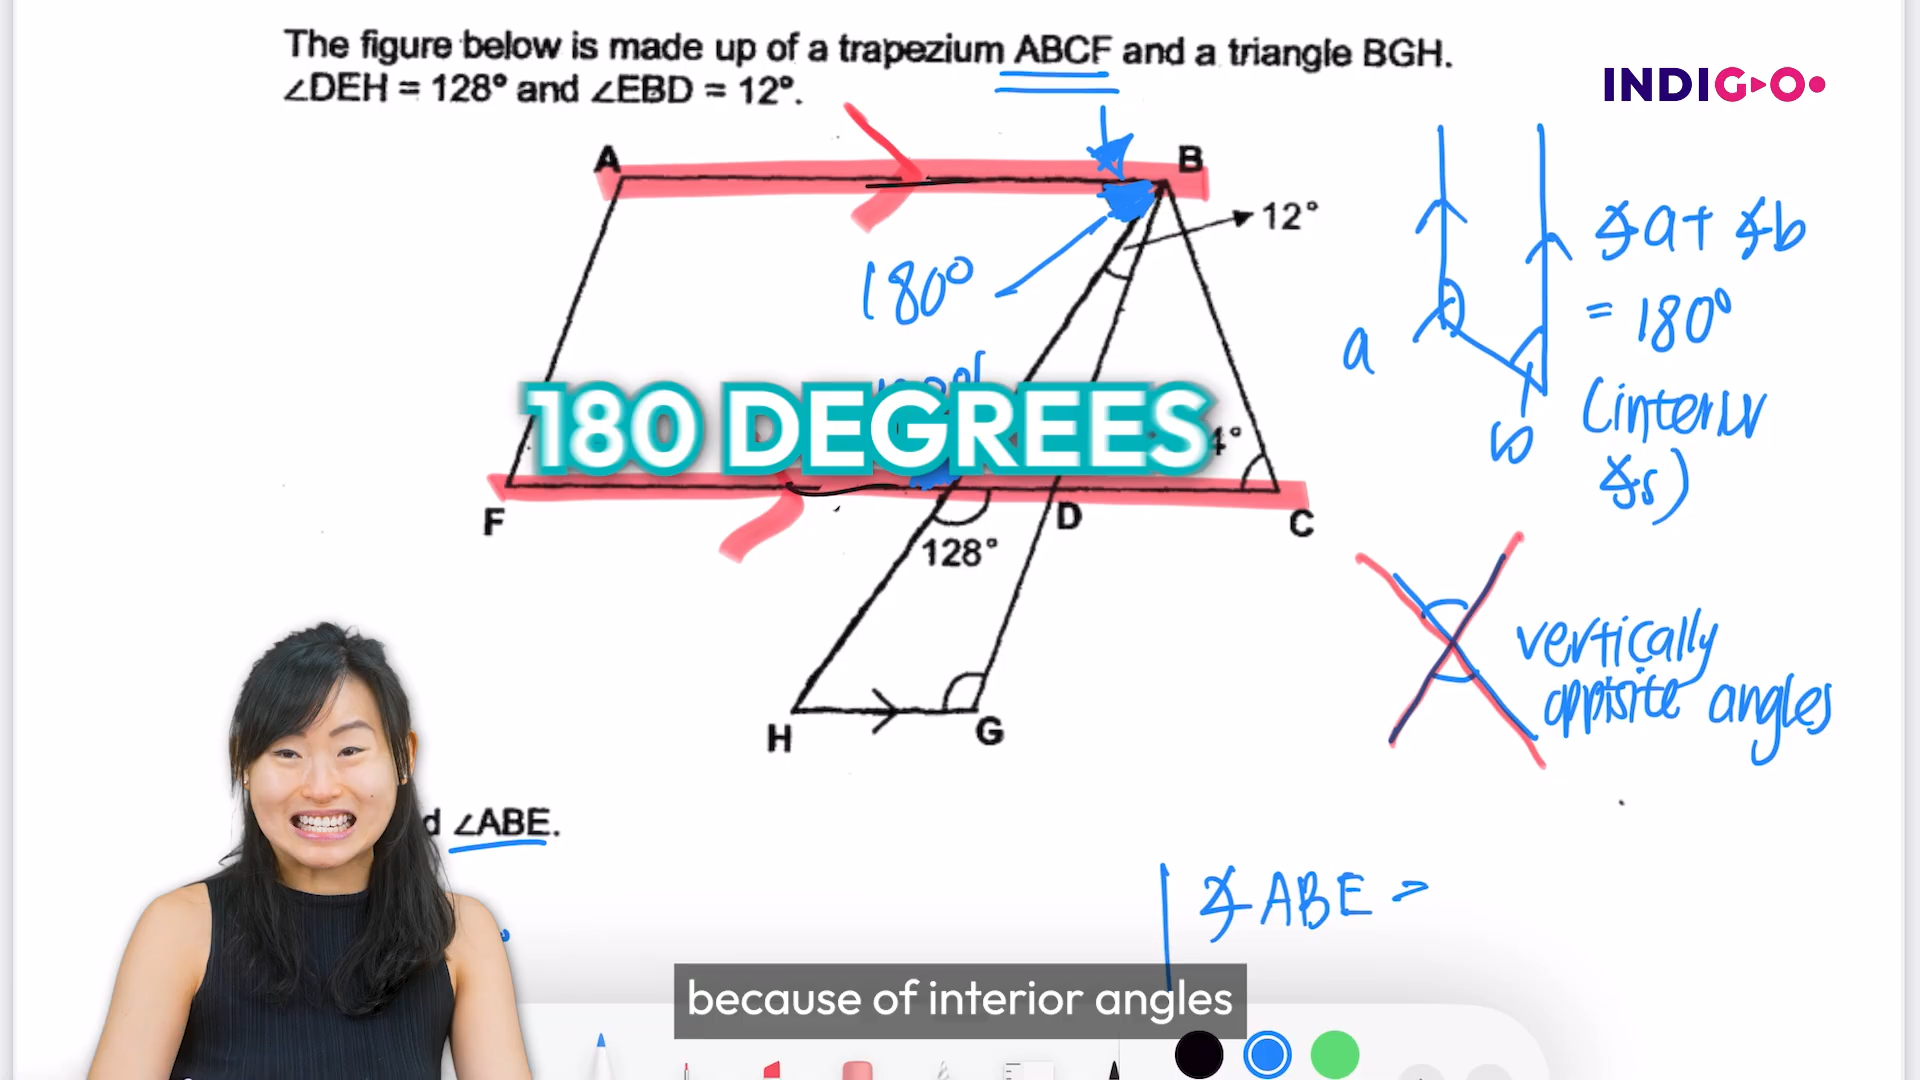 The figure below is made up of a trapezium ABCF and a triangle BGH.
∠DEH = 128° and ∠EBD = 12°.
INDIGO
A
B
12°
180°
∡a + ∡b
= 180°
a
b
(interior
∡s)
180 DEGREES
4°
F
D
C
128°
vertically
opposite angles
H
G
∠ABE.
∡ABE =
because of interior angles